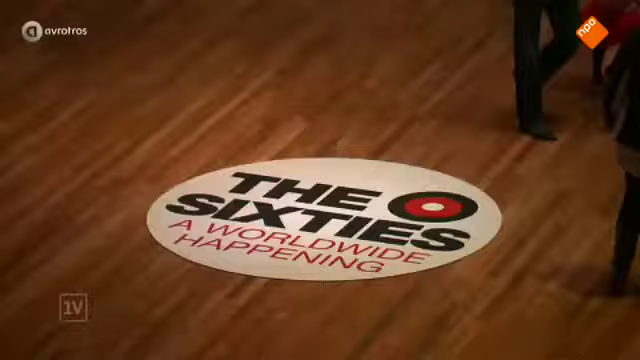 avrotros
npo
THE
SIXTIES
A WORLDWIDE
HAPPENING
1V